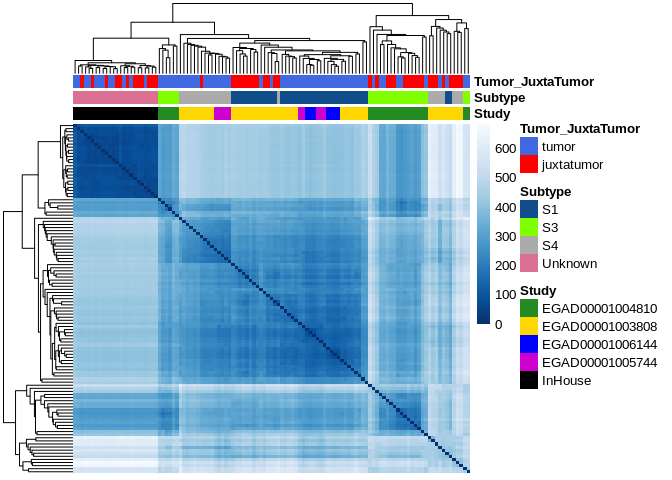 Tumor_JuxtaTumor
Subtype
Study
600
500
400
300
200
100
0
Tumor_JuxtaTumor
tumor
juxtatumor
Subtype
S1
S3
S4
Unknown
Study
EGAD00001004810
EGAD00001003808
EGAD00001006144
EGAD00001005744
InHouse